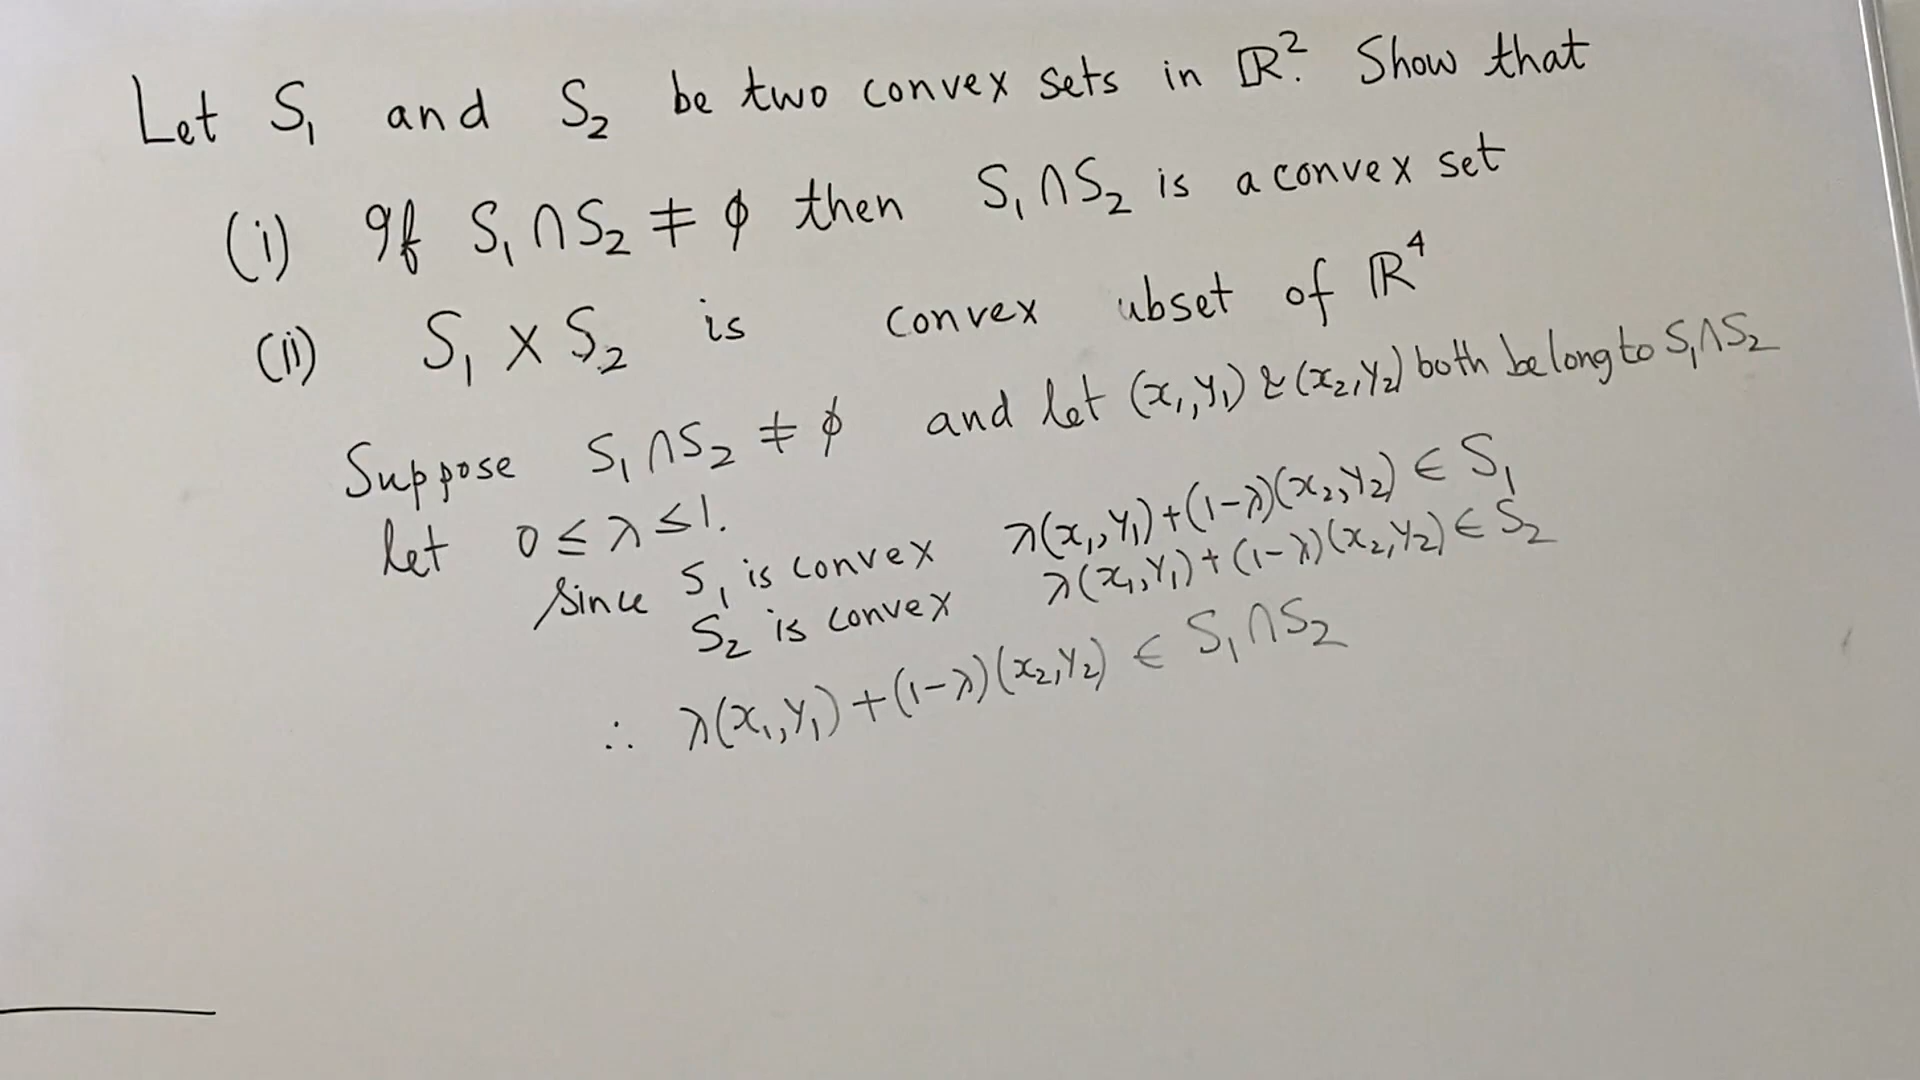 Let S₁ and S₂ be two convex sets in ℝ². Show that
(i) If S₁ ∩ S₂ ≠ ϕ then S₁ ∩ S₂ is a convex set
(ii) S₁ × S₂ is convex ubset of ℝ⁴
Suppose S₁ ∩ S₂ ≠ ϕ and let (x₁, y₁) & (x₂, y₂) both belong to S₁ ∩ S₂
let 0 ≤ λ ≤ 1.
Since S₁ is convex λ(x₁, y₁) + (1-λ)(x₂, y₂) ∈ S₁
S₂ is convex λ(x₁, y₁) + (1-λ)(x₂, y₂) ∈ S₂
∴ λ(x₁, y₁) + (1-λ)(x₂, y₂) ∈ S₁ ∩ S₂